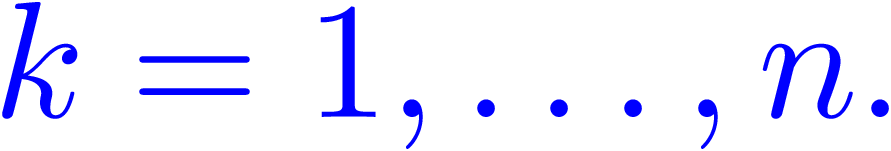 k = 1, . . . , n.